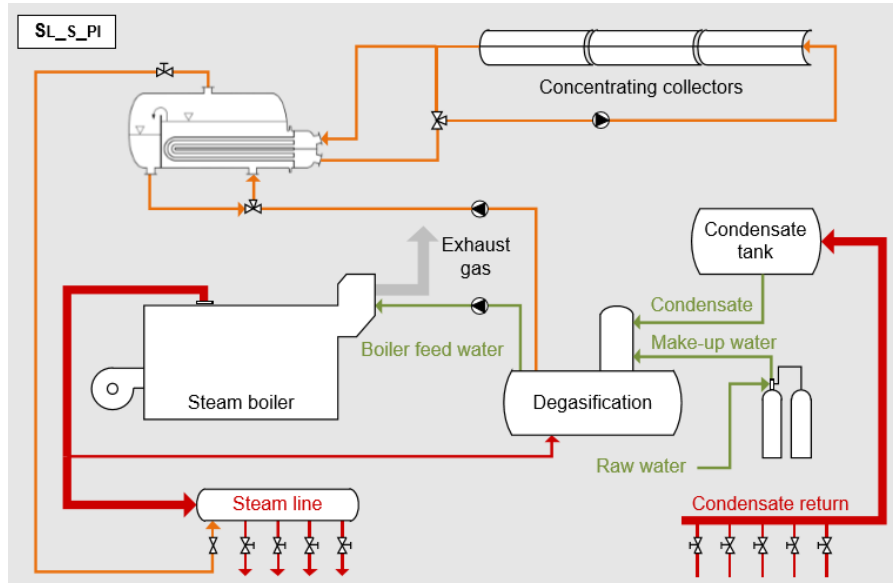 SL_S_PI
Concentrating collectors
Condensate
tank
Exhaust
gas
Condensate
Make-up water
Boiler feed water
Steam boiler
Degasification
Raw water
Steam line
Condensate return